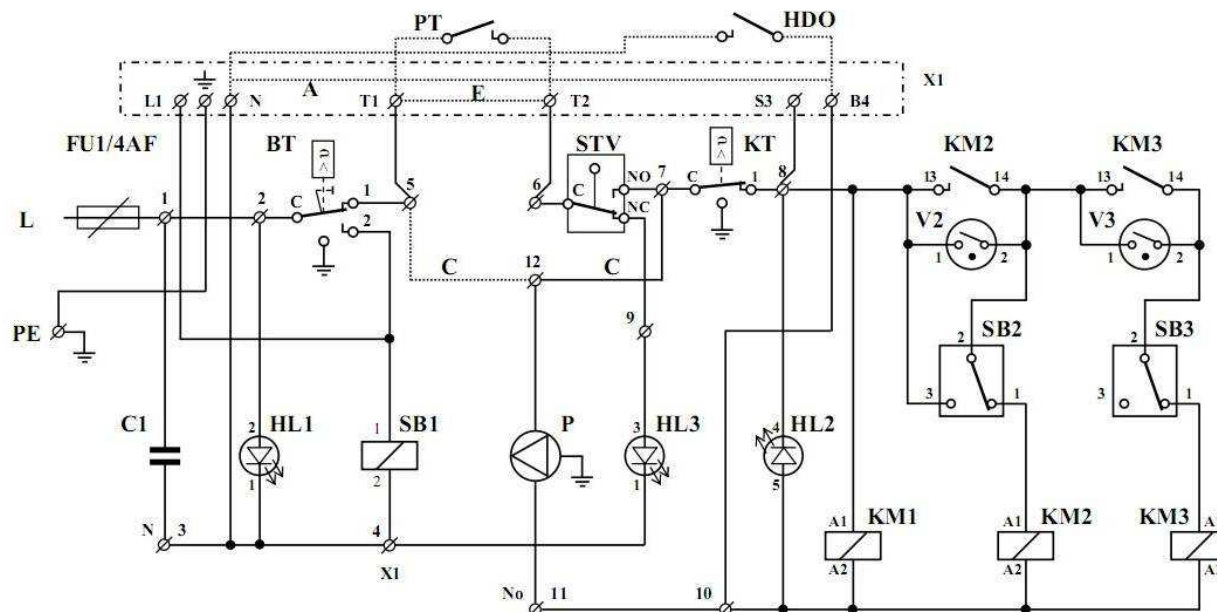 PT HDO
X1
L1 N A T1 E T2 S3 B4
FU1/4AF BT STV KT KM2 KM3
ϑ< ϑ<
NO 7 C 1 8 13 14 13 14
L 1 2 C 1 2 5 6 C NC V2 V3
1 2 1 2
C 12 C
PE 9 2 SB2 2 SB3
3 1 3 1
C1 2 HL1 1 SB1 P 3 HL3 4 HL2
1 2 1 5
N 3 4 A1 KM1 A1 KM2 KM3 A
X1 A2 A2 A
No 11 10